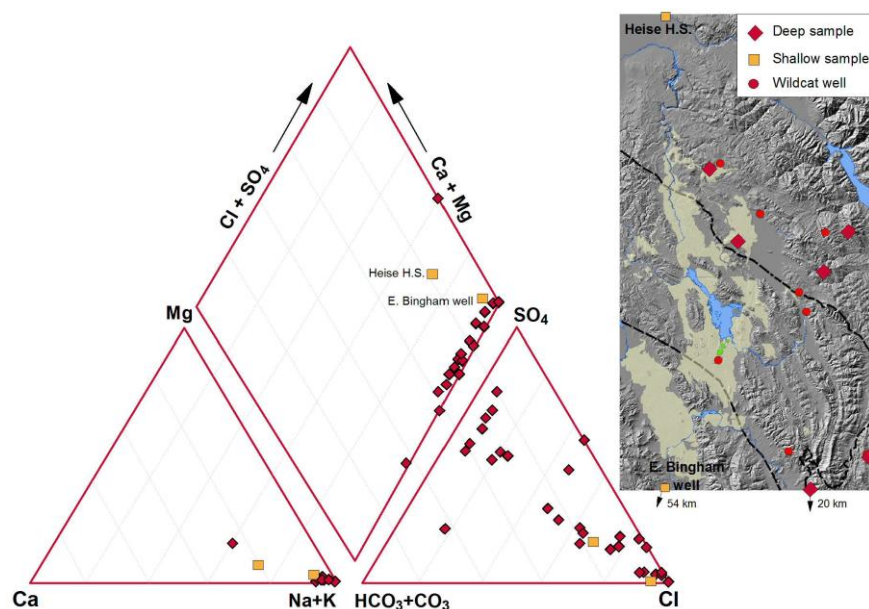 Heise H.S.
Deep sample
Shallow sample
Wildcat well
Cl + SO₄
Ca + Mg
Heise H.S.
E. Bingham well
Mg
SO₄
E. Bingham
well
54 km
20 km
Ca
Na+K
HCO₃+CO₃
Cl